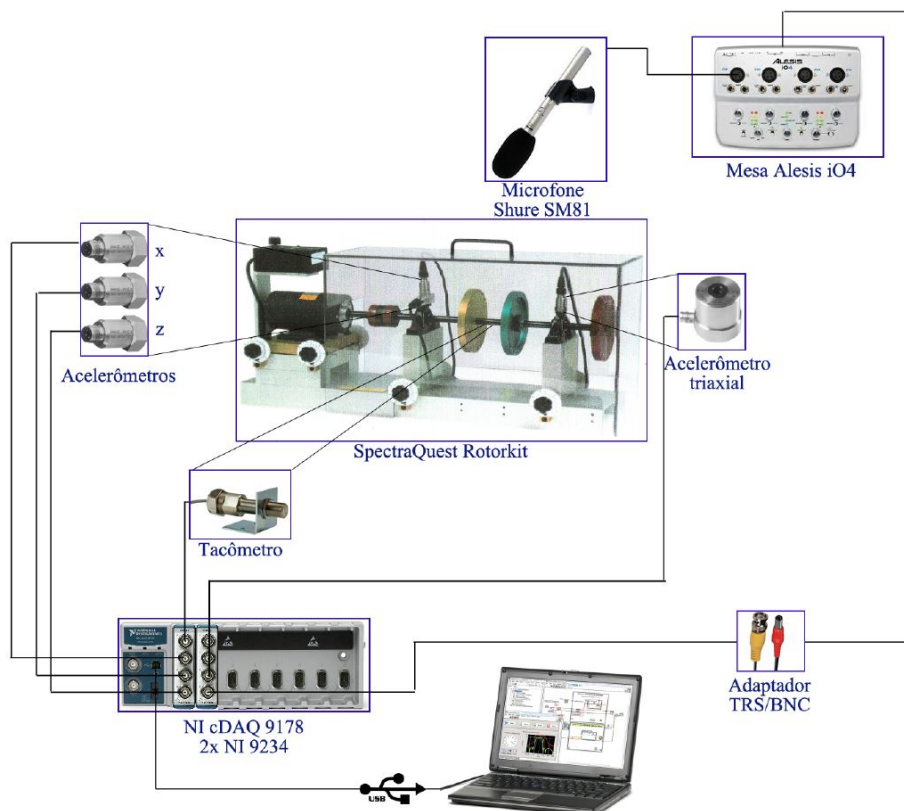 ALESIS
iO4
Mesa Alesis iO4
Microfone
Shure SM81
x
y
z
Acelerômetros
Acelerômetro
triaxial
SpectraQuest Rotorkit
Tacômetro
NI cDAQ 9178
2x NI 9234
USB
Adaptador
TRS/BNC